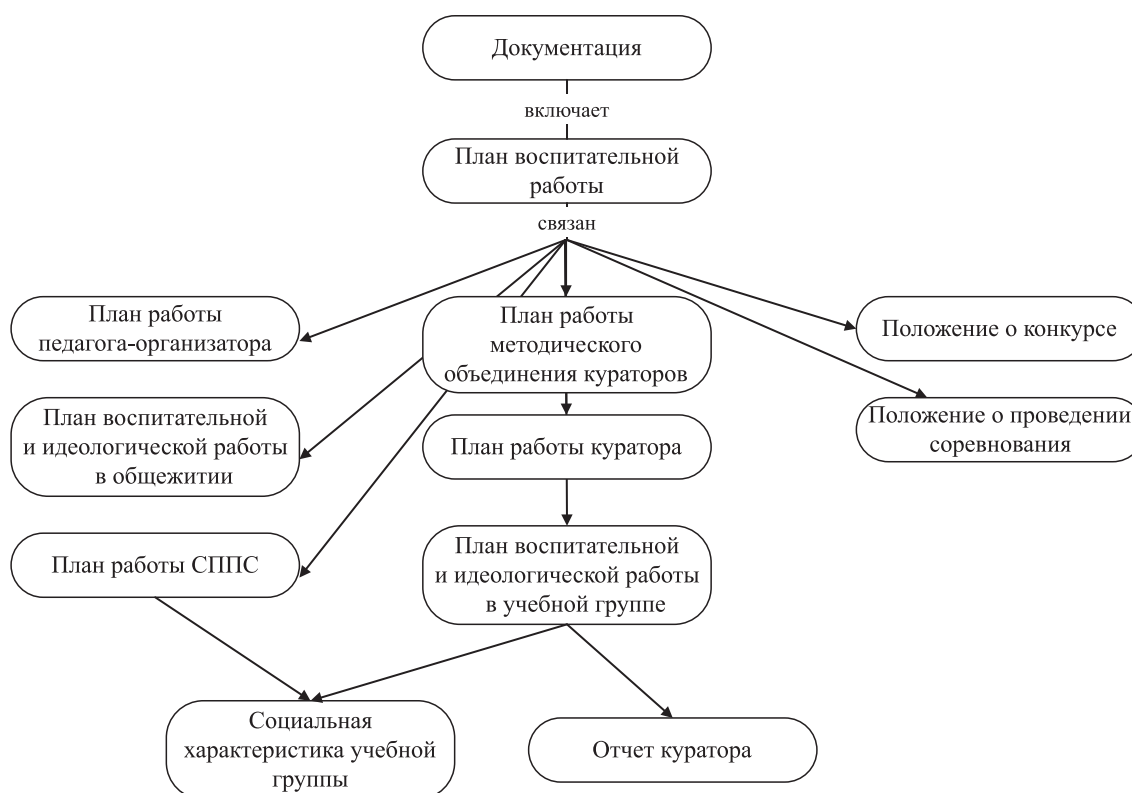 Документация
включает
План воспитательной
работы
связан
План работы
педагога-организатора
План работы
методического
объединения кураторов
Положение о конкурсе
План воспитательной
и идеологической работы
в общежитии
План работы куратора
Положение о проведении
соревнования
План работы СППС
План воспитательной
и идеологической работы
в учебной группе
Социальная
характеристика учебной
группы
Отчет куратора